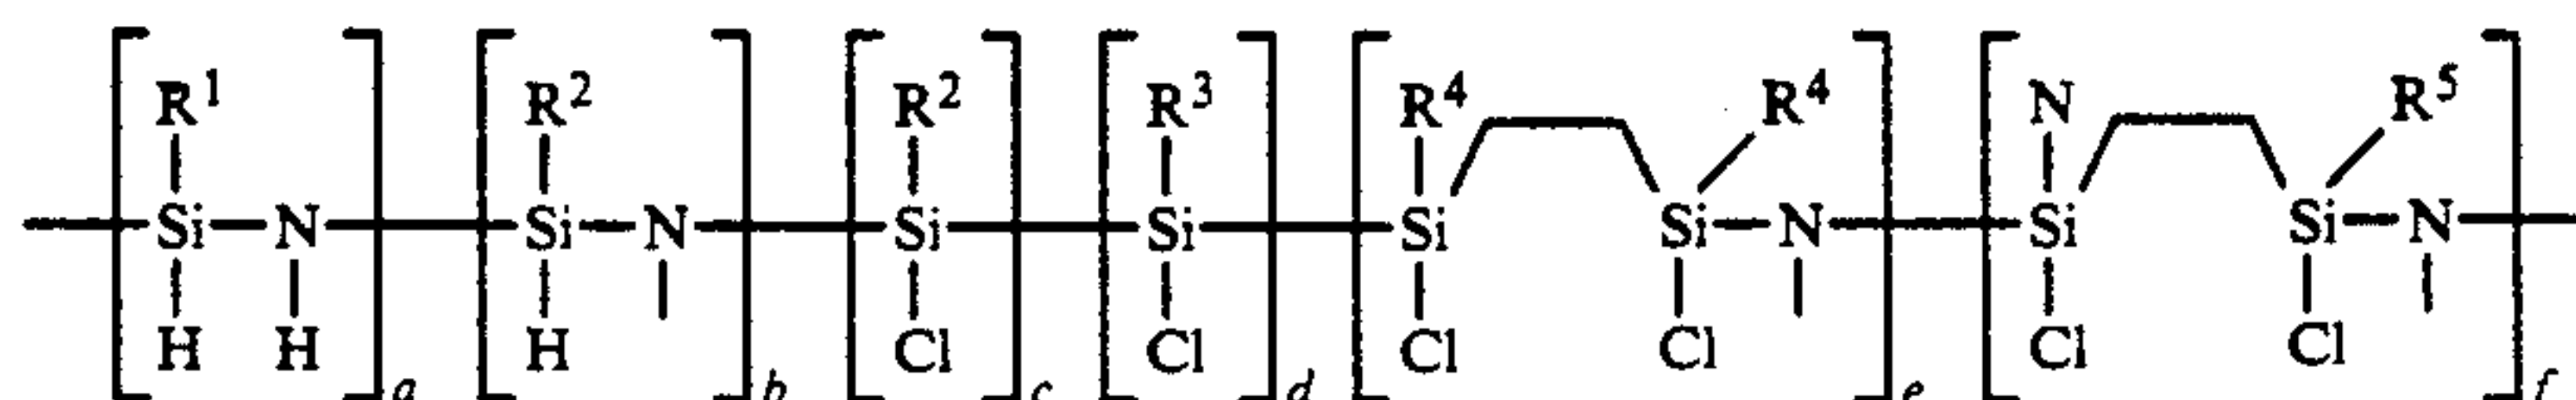 R1 R2 R2 R3 R4 R4 N R5
Si N Si N Si Si Si Si N Si Si N
H H H Cl Cl Cl Cl Cl Cl
a b c d e f